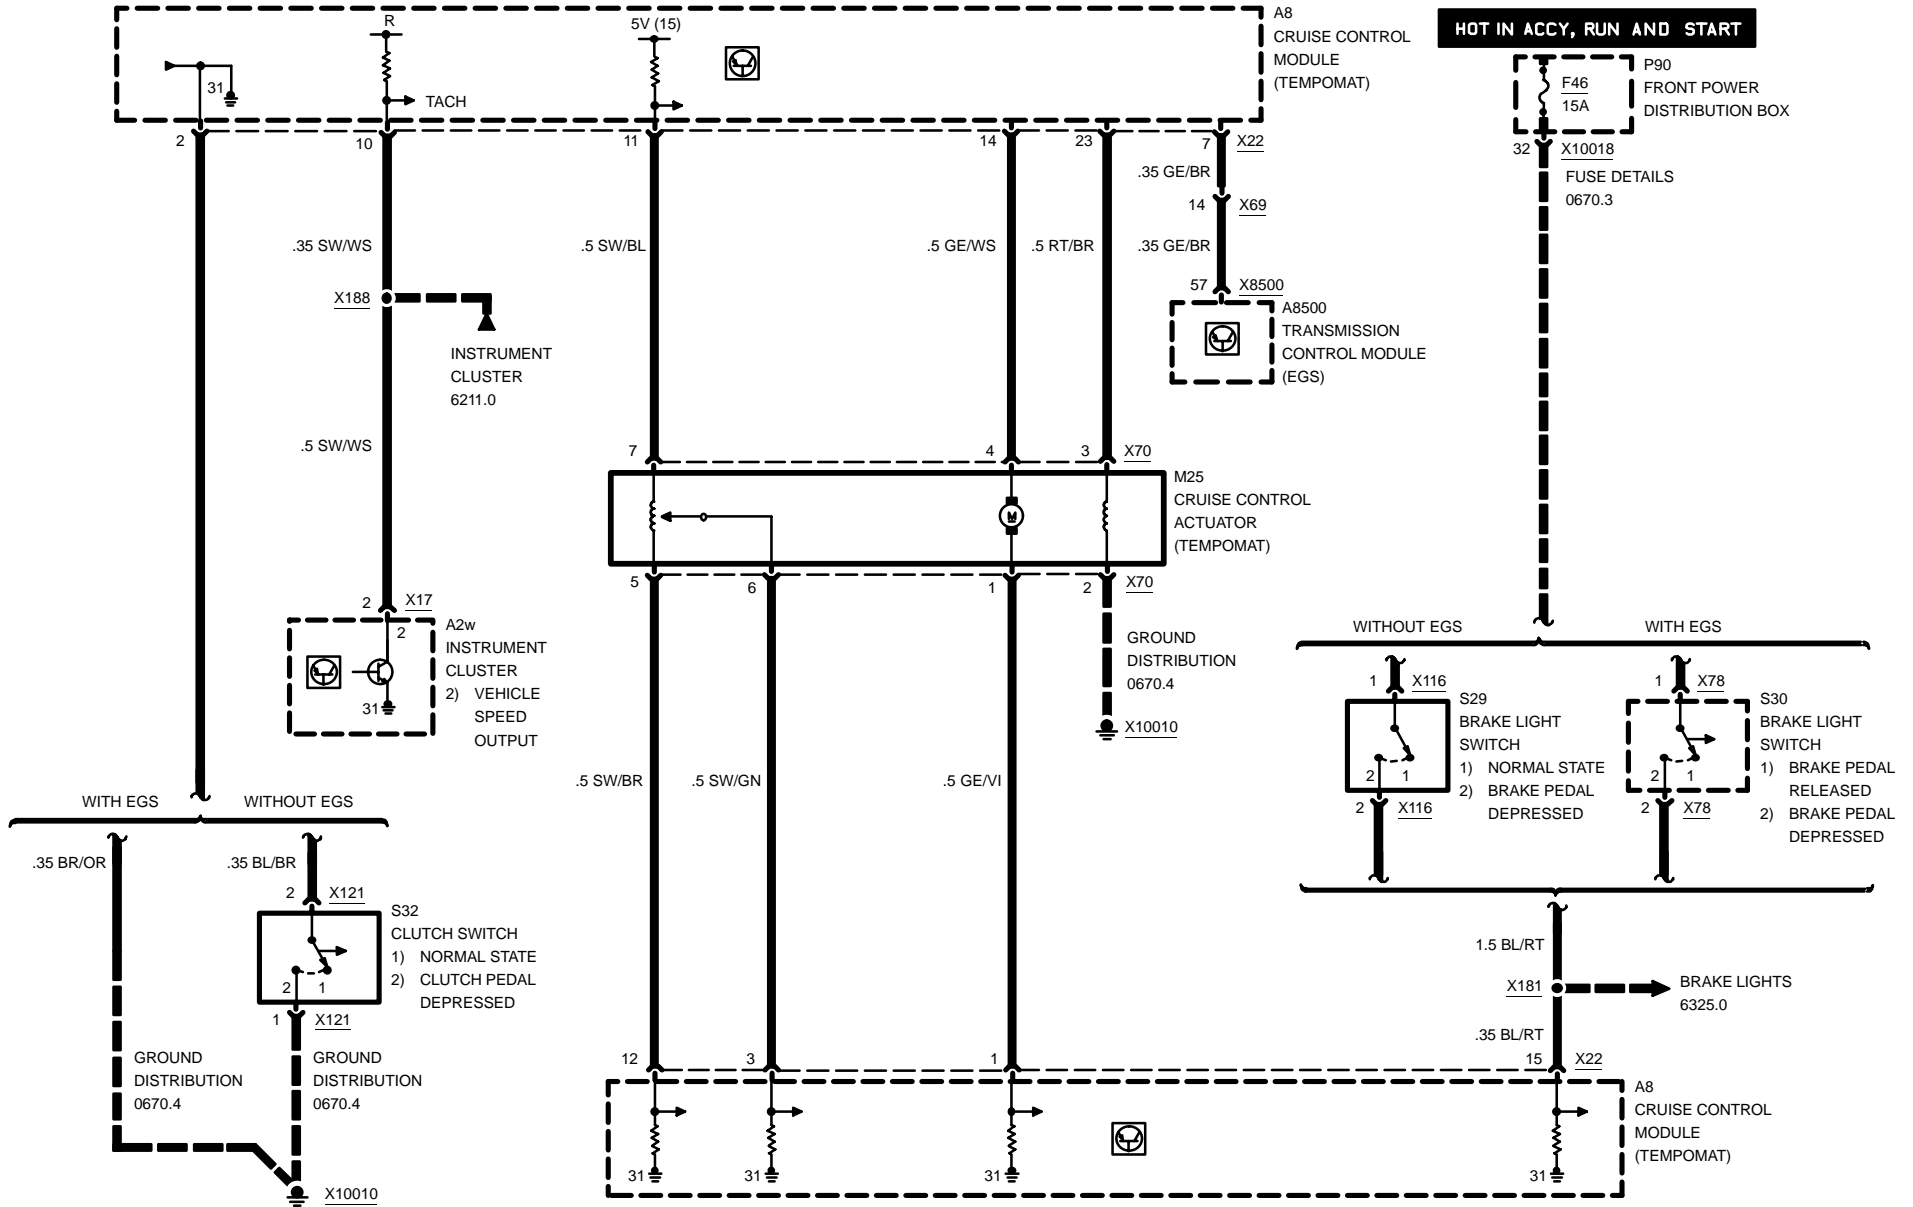 A8
CRUISE CONTROL
MODULE
(TEMPOMAT)
R
5V (15)
31
TACH
HOT IN ACCY, RUN AND START
P90
FRONT POWER
DISTRIBUTION BOX
F46
15A
2
10
11
14
23
7
X22
32
X10018
FUSE DETAILS
0670.3
.35 GE/BR
14
X69
.35 SW/WS
.5 SW/BL
.5 GE/WS
.5 RT/BR
.35 GE/BR
57
X8500
X188
A8500
TRANSMISSION
CONTROL MODULE
(EGS)
INSTRUMENT
CLUSTER
6211.0
.5 SW/WS
7
4
3
X70
M25
CRUISE CONTROL
ACTUATOR
(TEMPOMAT)
M
5
6
1
2
X70
2
X17
2
31
A2w
INSTRUMENT
CLUSTER
2) VEHICLE
SPEED
OUTPUT
GROUND
DISTRIBUTION
0670.4
X10010
WITHOUT EGS
WITH EGS
1
X116
1
X78
S29
BRAKE LIGHT
SWITCH
1) NORMAL STATE
2) BRAKE PEDAL
DEPRESSED
2
1
2
X116
S30
BRAKE LIGHT
SWITCH
1) BRAKE PEDAL
RELEASED
2) BRAKE PEDAL
DEPRESSED
2
1
2
X78
.5 SW/BR
.5 SW/GN
.5 GE/VI
WITH EGS
WITHOUT EGS
.35 BR/OR
.35 BL/BR
2
X121
S32
CLUTCH SWITCH
1) NORMAL STATE
2) CLUTCH PEDAL
DEPRESSED
2
1
1
X121
GROUND
DISTRIBUTION
0670.4
GROUND
DISTRIBUTION
0670.4
X10010
1.5 BL/RT
X181
BRAKE LIGHTS
6325.0
.35 BL/RT
12
3
1
15
X22
A8
CRUISE CONTROL
MODULE
(TEMPOMAT)
31
31
31
31